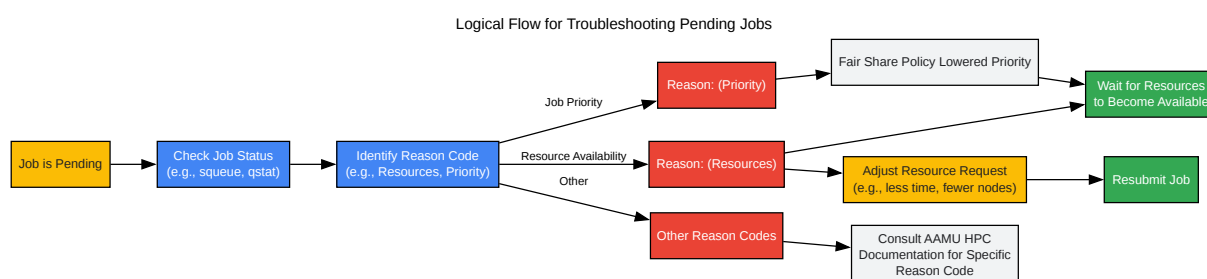 Logical Flow for Troubleshooting Pending Jobs
Job is Pending
Check Job Status
(e.g., squeue, qstat)
Identify Reason Code
(e.g., Resources, Priority)
Job Priority
Resource Availability
Other
Reason: (Priority)
Reason: (Resources)
Other Reason Codes
Fair Share Policy Lowered Priority
Wait for Resources
to Become Available
Adjust Resource Request
(e.g., less time, fewer nodes)
Resubmit Job
Consult AAMU HPC
Documentation for Specific
Reason Code